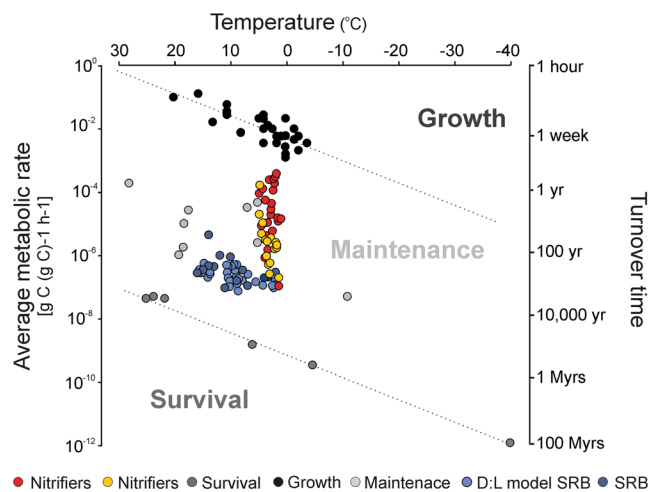 Temperature (°C)
30 20 10 0 -10 -20 -30 -40
10⁰
10⁻²
10⁻⁴
10⁻⁶
10⁻⁸
10⁻¹⁰
10⁻¹²
Average metabolic rate
[g C (g C)-1 h-1]
Growth
Maintenance
Survival
1 hour
1 week
1 yr
100 yr
10,000 yr
1 Myrs
100 Myrs
Turnover time
Nitrifiers Nitrifiers Survival Growth Maintenace D:L model SRB SRB